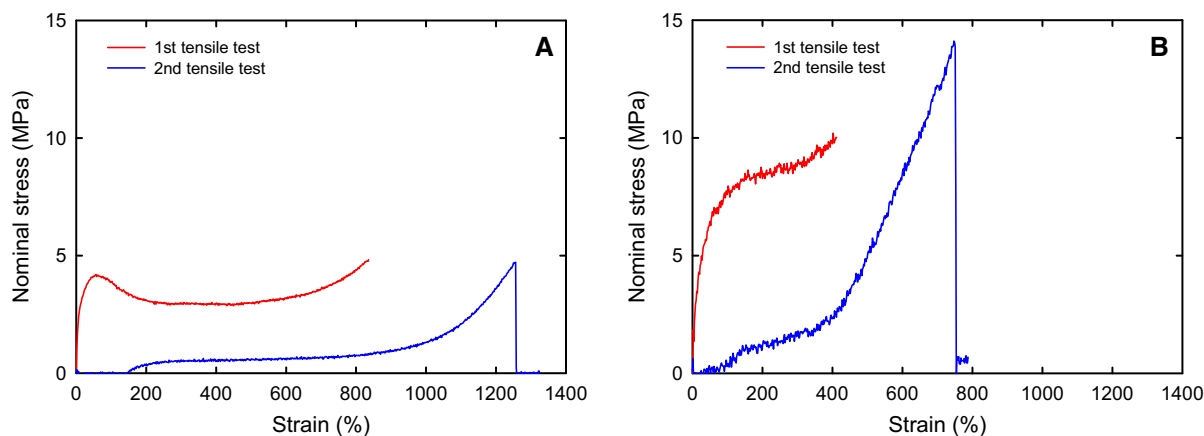 15
10
5
0
Nominal stress (MPa)
1st tensile test
2nd tensile test
A
0 200 400 600 800 1000 1200 1400
Strain (%)
15
10
5
0
Nominal stress (MPa)
1st tensile test
2nd tensile test
B
0 200 400 600 800 1000 1200 1400
Strain (%)